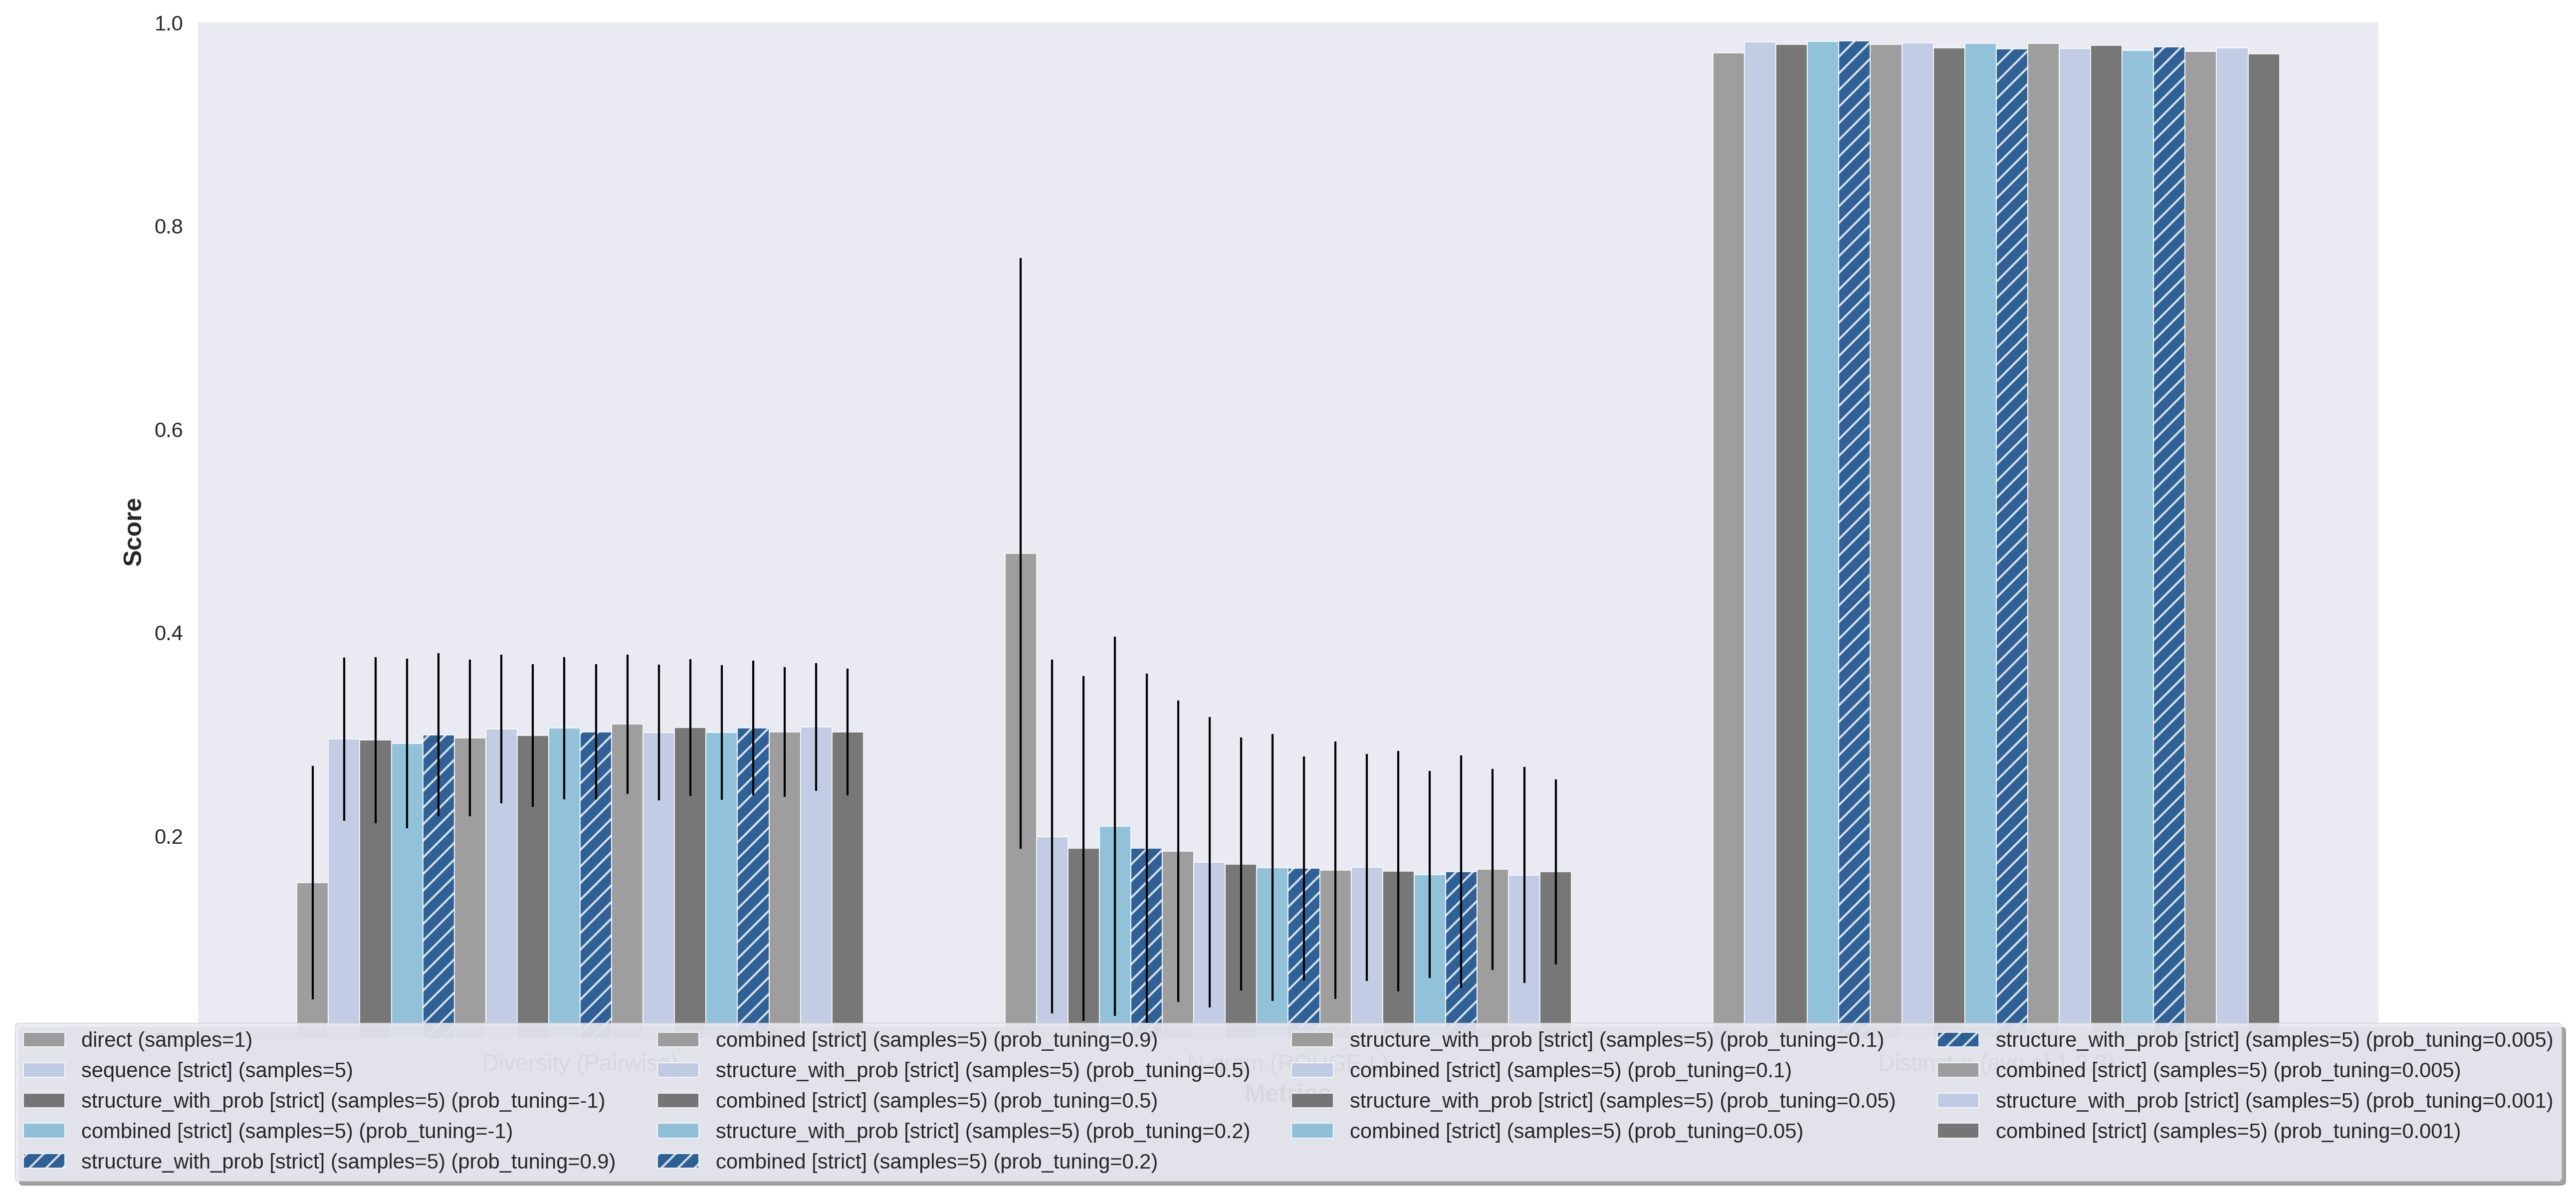 1.0
0.8
0.6
0.4
0.2
Score
Diversity (Pairwise)
N-gram (ROUGE-L)
Metrics
direct (samples=1)
sequence [strict] (samples=5)
structure_with_prob [strict] (samples=5) (prob_tuning=-1)
combined [strict] (samples=5) (prob_tuning=-1)
structure_with_prob [strict] (samples=5) (prob_tuning=0.9)
combined [strict] (samples=5) (prob_tuning=0.9)
structure_with_prob [strict] (samples=5) (prob_tuning=0.5)
combined [strict] (samples=5) (prob_tuning=0.5)
structure_with_prob [strict] (samples=5) (prob_tuning=0.2)
combined [strict] (samples=5) (prob_tuning=0.2)
structure_with_prob [strict] (samples=5) (prob_tuning=0.1)
combined [strict] (samples=5) (prob_tuning=0.1)
structure_with_prob [strict] (samples=5) (prob_tuning=0.05)
combined [strict] (samples=5) (prob_tuning=0.05)
structure_with_prob [strict] (samples=5) (prob_tuning=0.005)
combined [strict] (samples=5) (prob_tuning=0.005)
structure_with_prob [strict] (samples=5) (prob_tuning=0.001)
combined [strict] (samples=5) (prob_tuning=0.001)